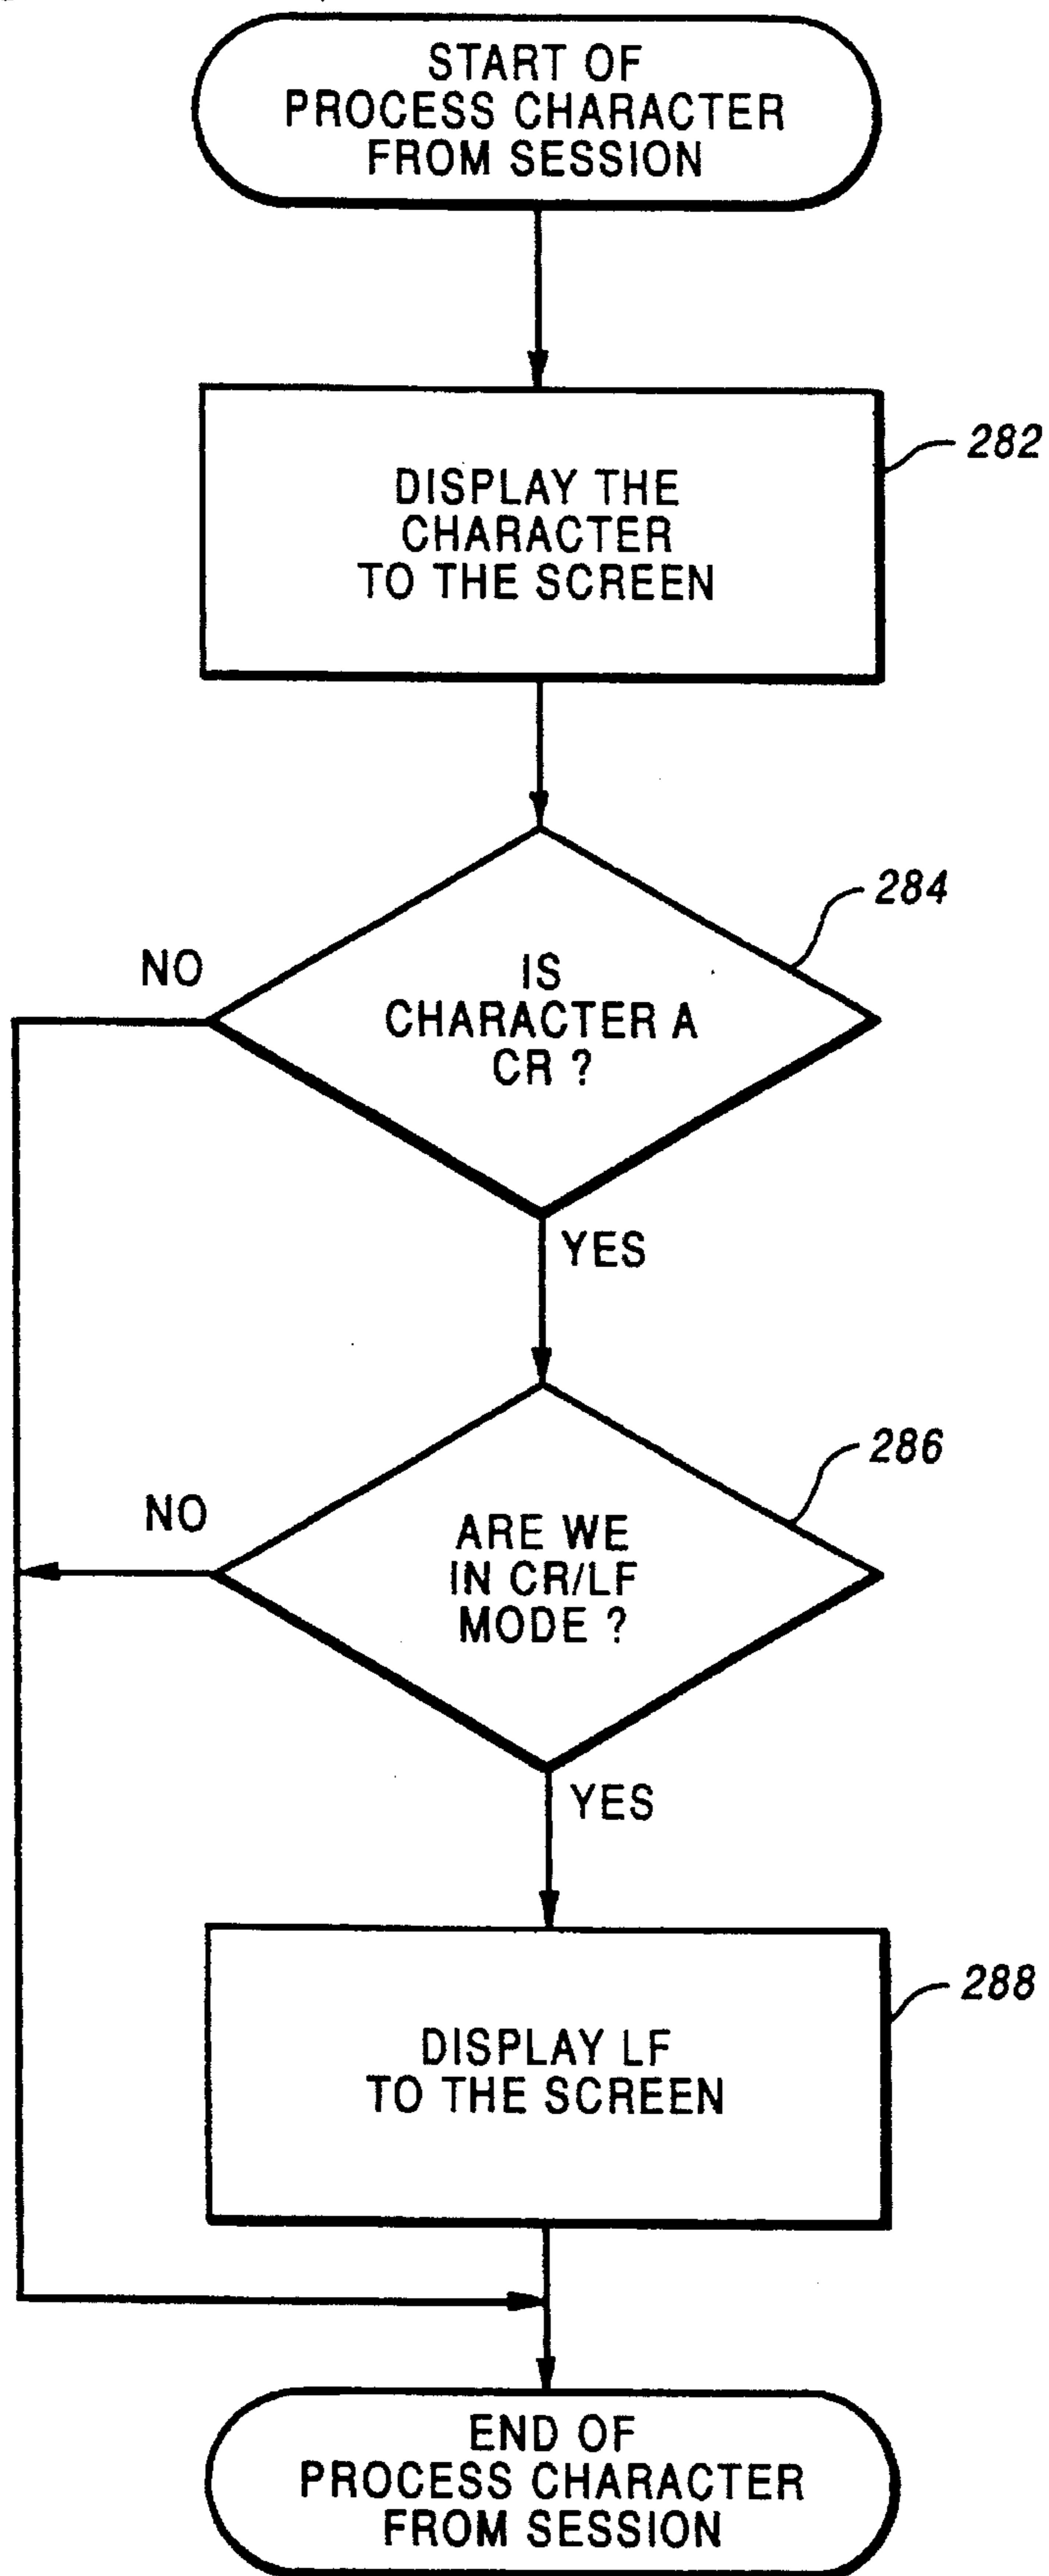 START OF
PROCESS CHARACTER
FROM SESSION
282
DISPLAY THE
CHARACTER
TO THE SCREEN
284
NO
IS
CHARACTER A
CR ?
YES
286
NO
ARE WE
IN CR/LF
MODE ?
YES
288
DISPLAY LF
TO THE SCREEN
END OF
PROCESS CHARACTER
FROM SESSION